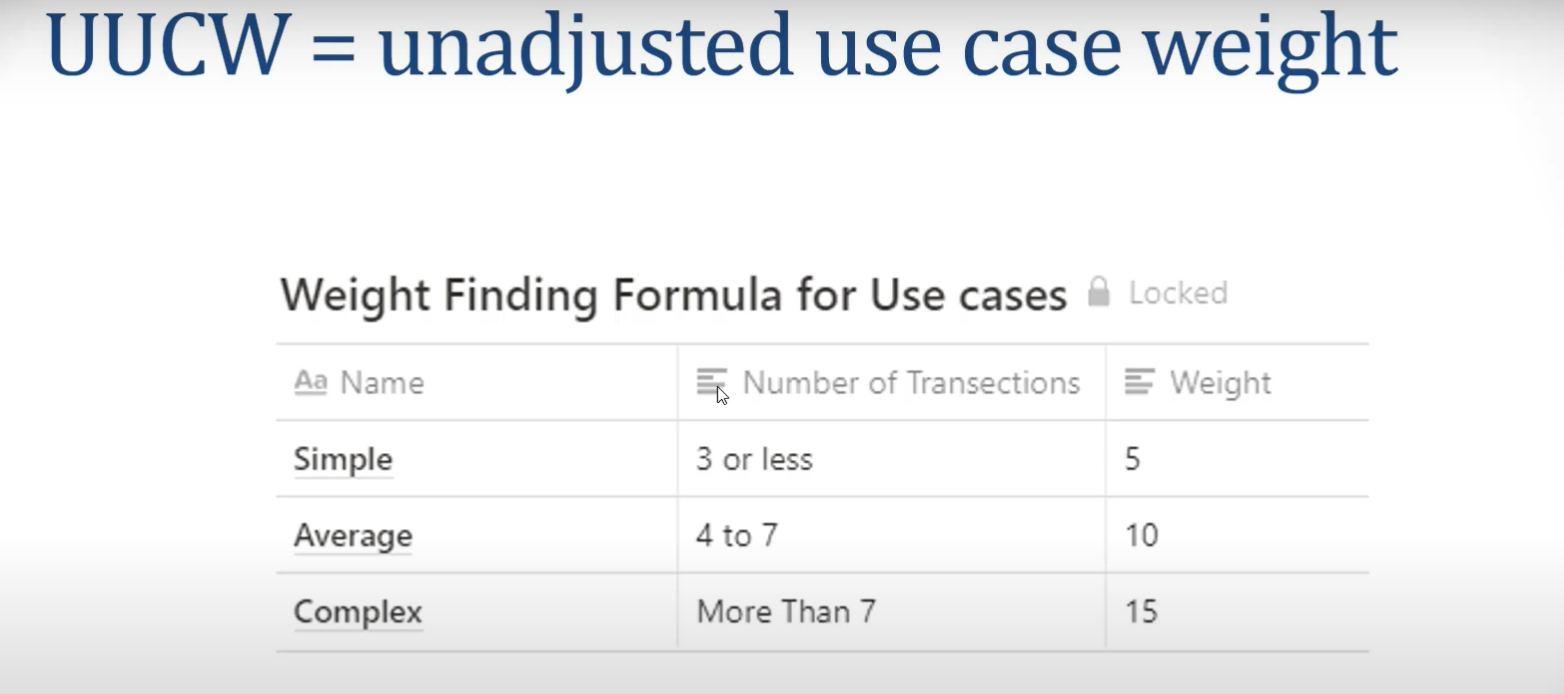 UUCW = unadjusted use case weight
Weight Finding Formula for Use cases Locked
Aa Name Number of Transections Weight
Simple 3 or less 5
Average 4 to 7 10
Complex More Than 7 15